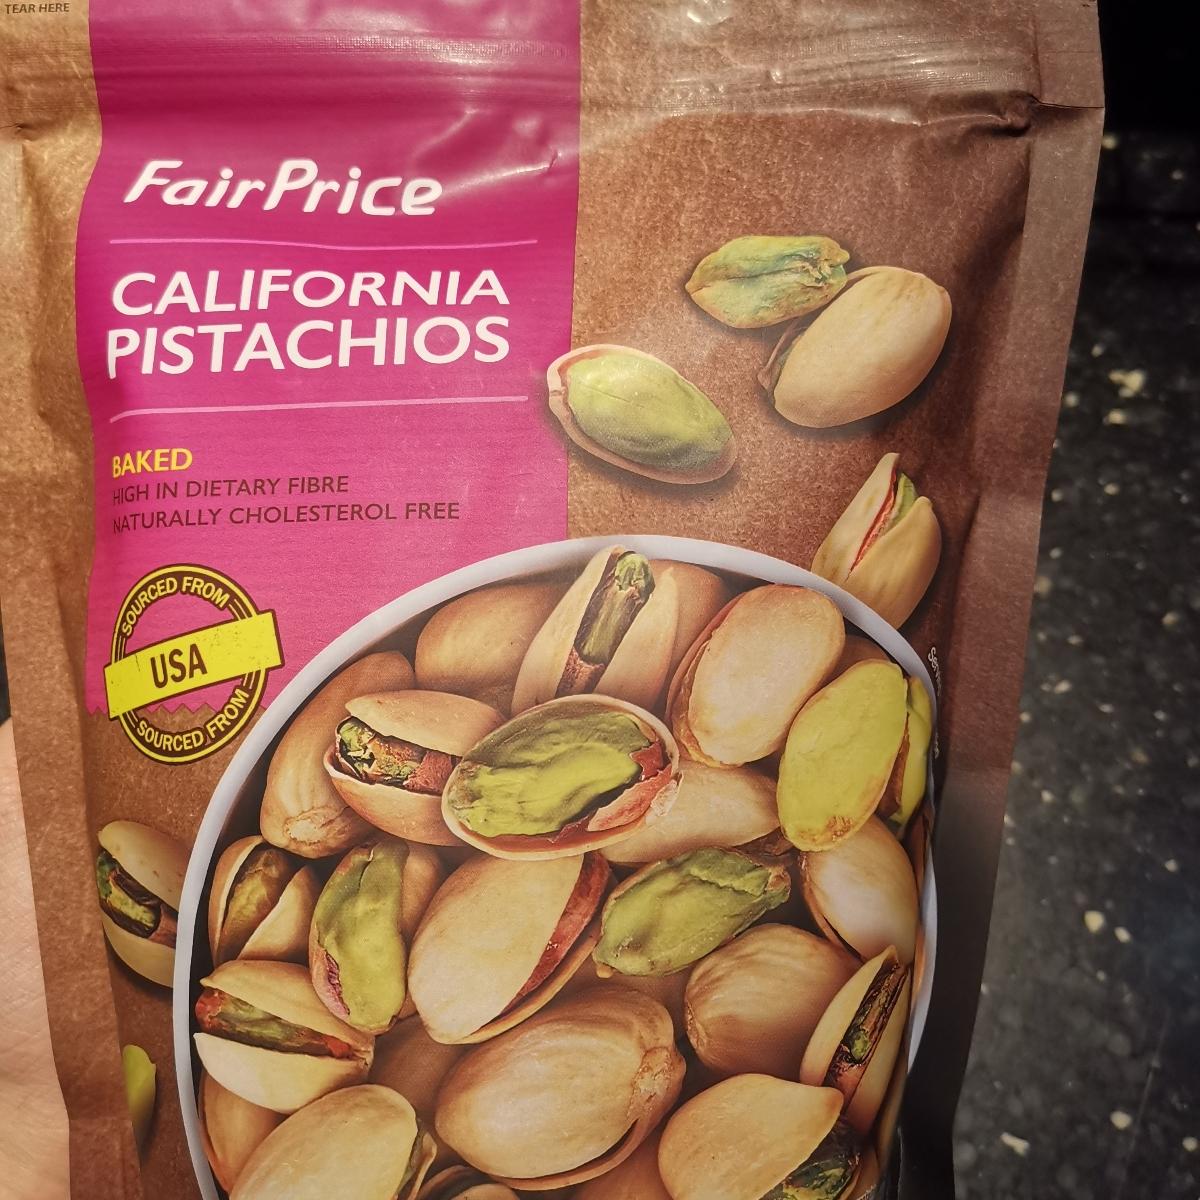 TEAR HERE
FairPrice
CALIFORNIA
PISTACHIOS
BAKED
HIGH IN DIETARY FIBRE
NATURALLY CHOLESTEROL FREE
SOURCED FROM
USA
SOURCED FROM